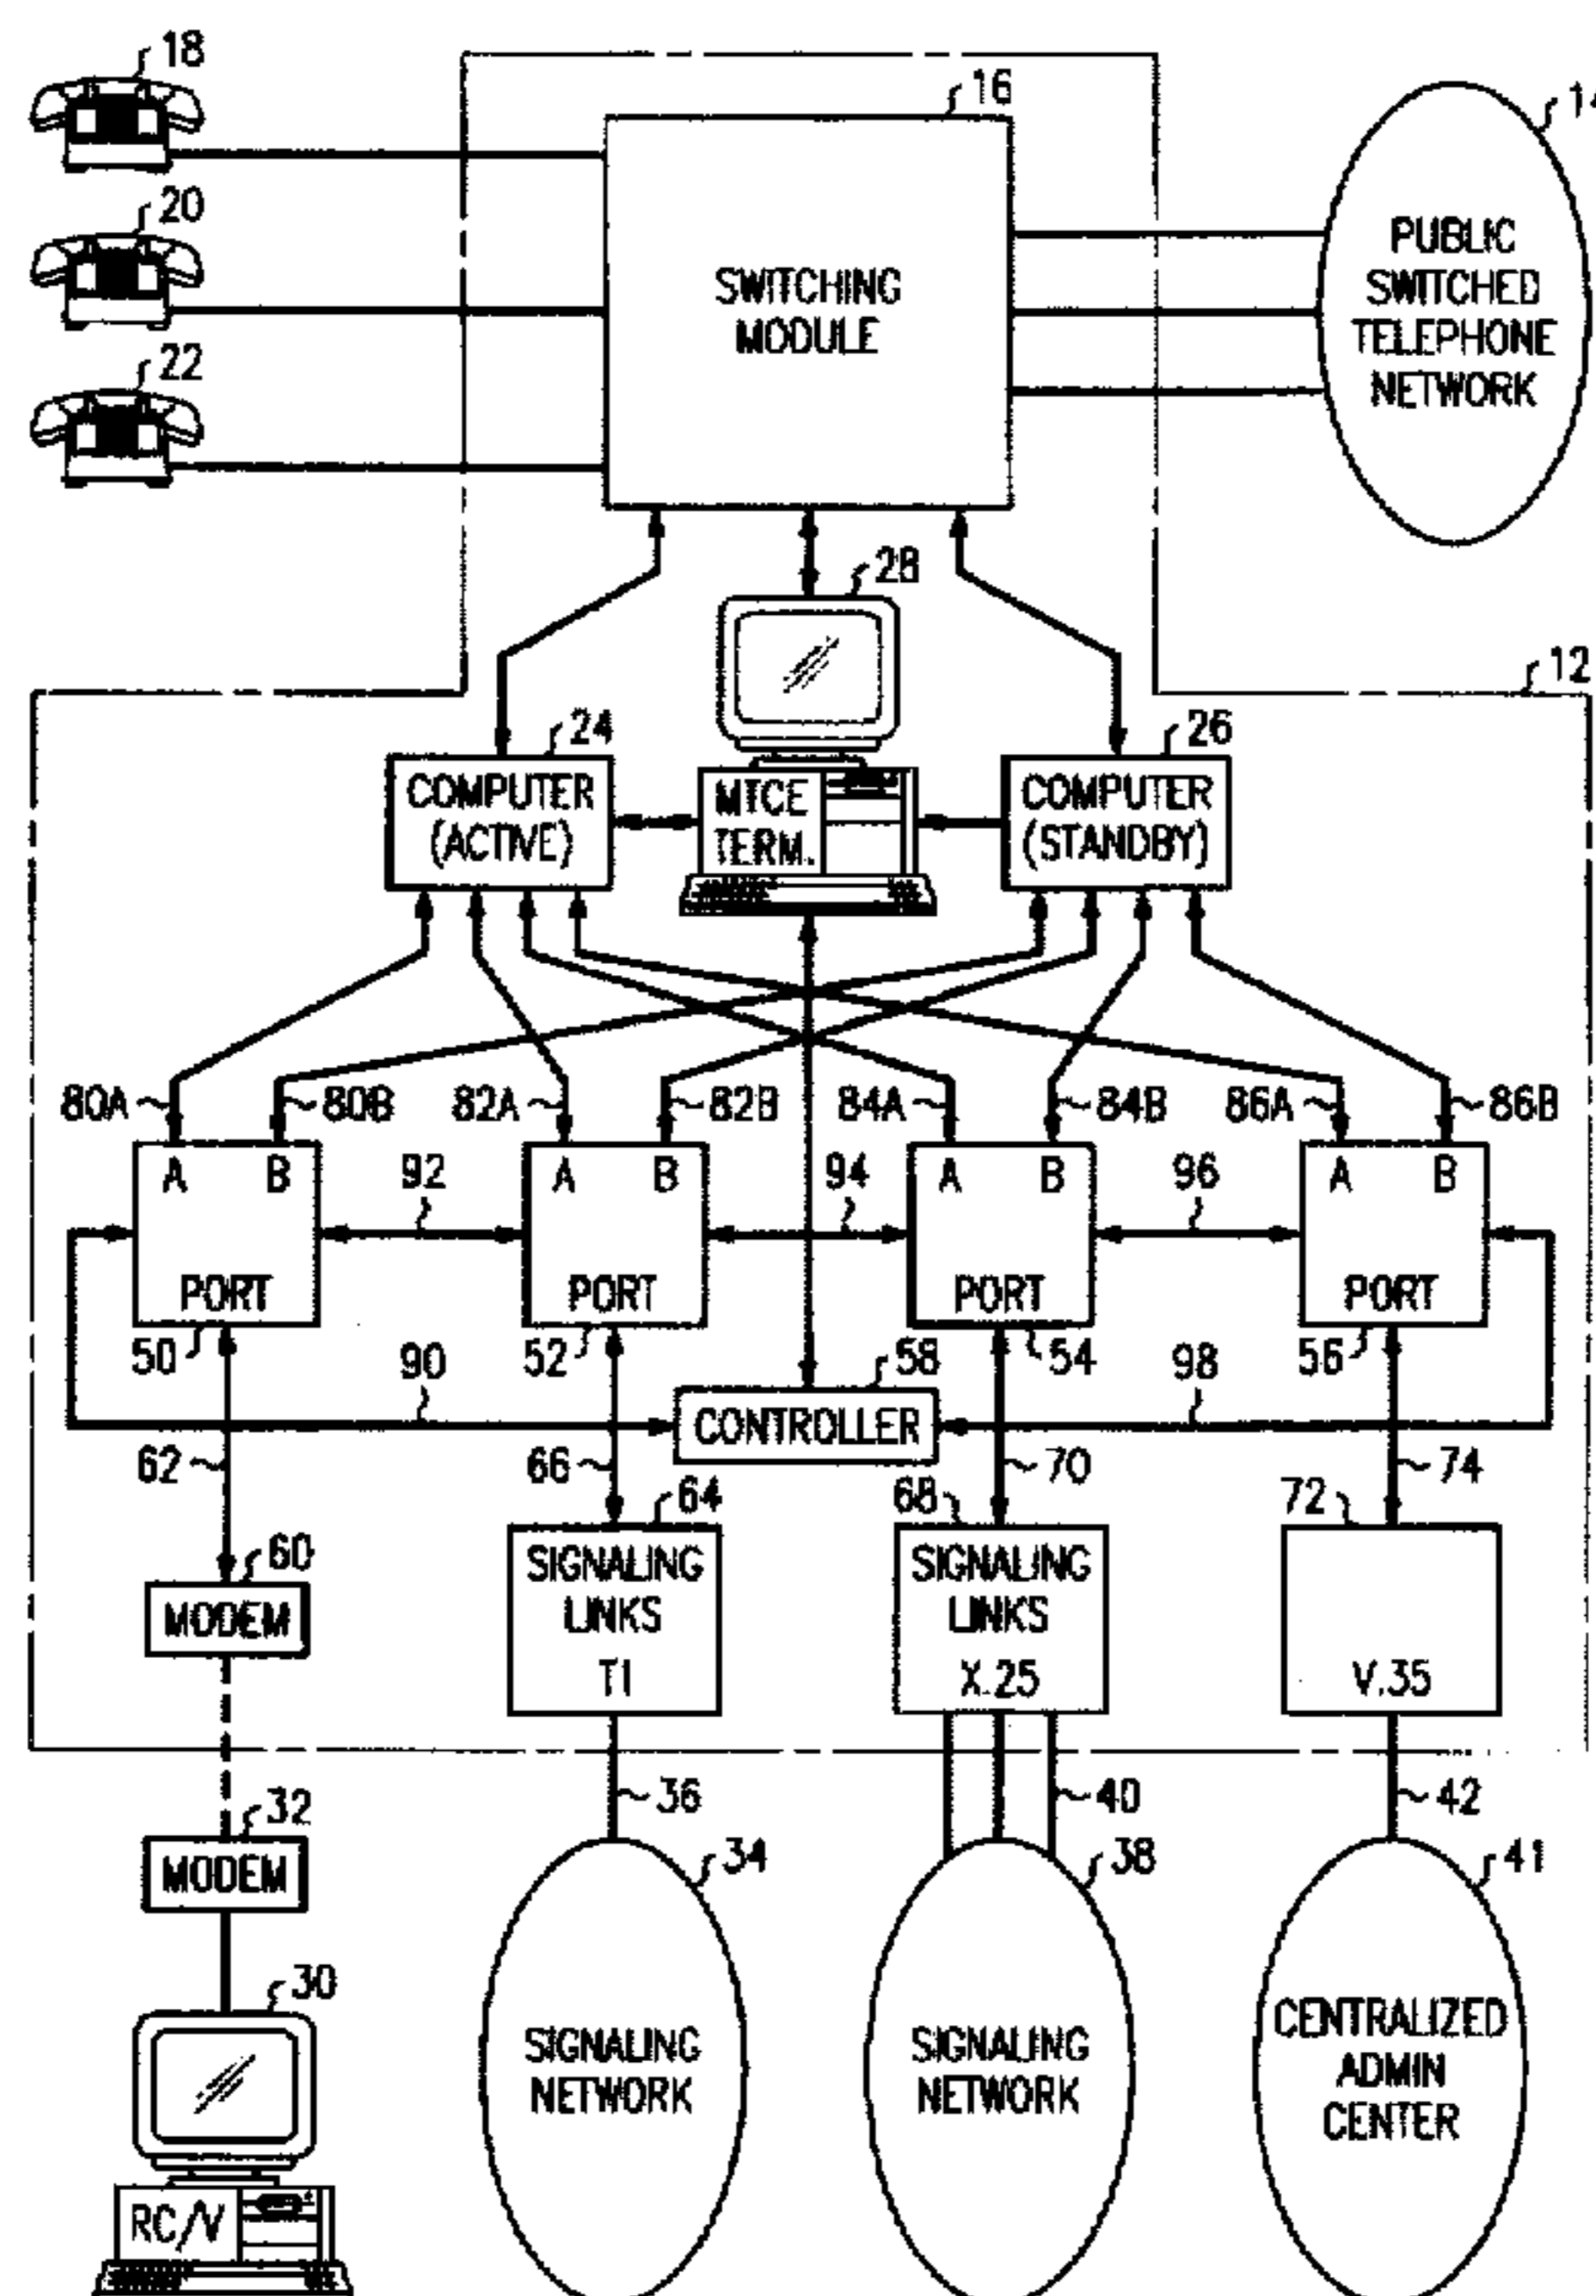 18
16
14
20
PUBLIC
SWITCHED
TELEPHONE
NETWORK
SWITCHING
MODULE
22
28
12
24
26
COMPUTER
(ACTIVE)
MTCE
TERM.
COMPUTER
(STANDBY)
80A
80B
82A
82B
84A
84B
86A
86B
A B
92
A B
94
A B
96
A B
PORT
PORT
PORT
PORT
50
90
52
58
54
98
56
CONTROLLER
62
66
70
74
64
68
72
60
MODEM
SIGNALING
LINKS
T1
SIGNALING
LINKS
X.25
V.35
36
40
42
32
MODEM
34
38
41
30
SIGNALING
NETWORK
SIGNALING
NETWORK
CENTRALIZED
ADMIN
CENTER
RC/V